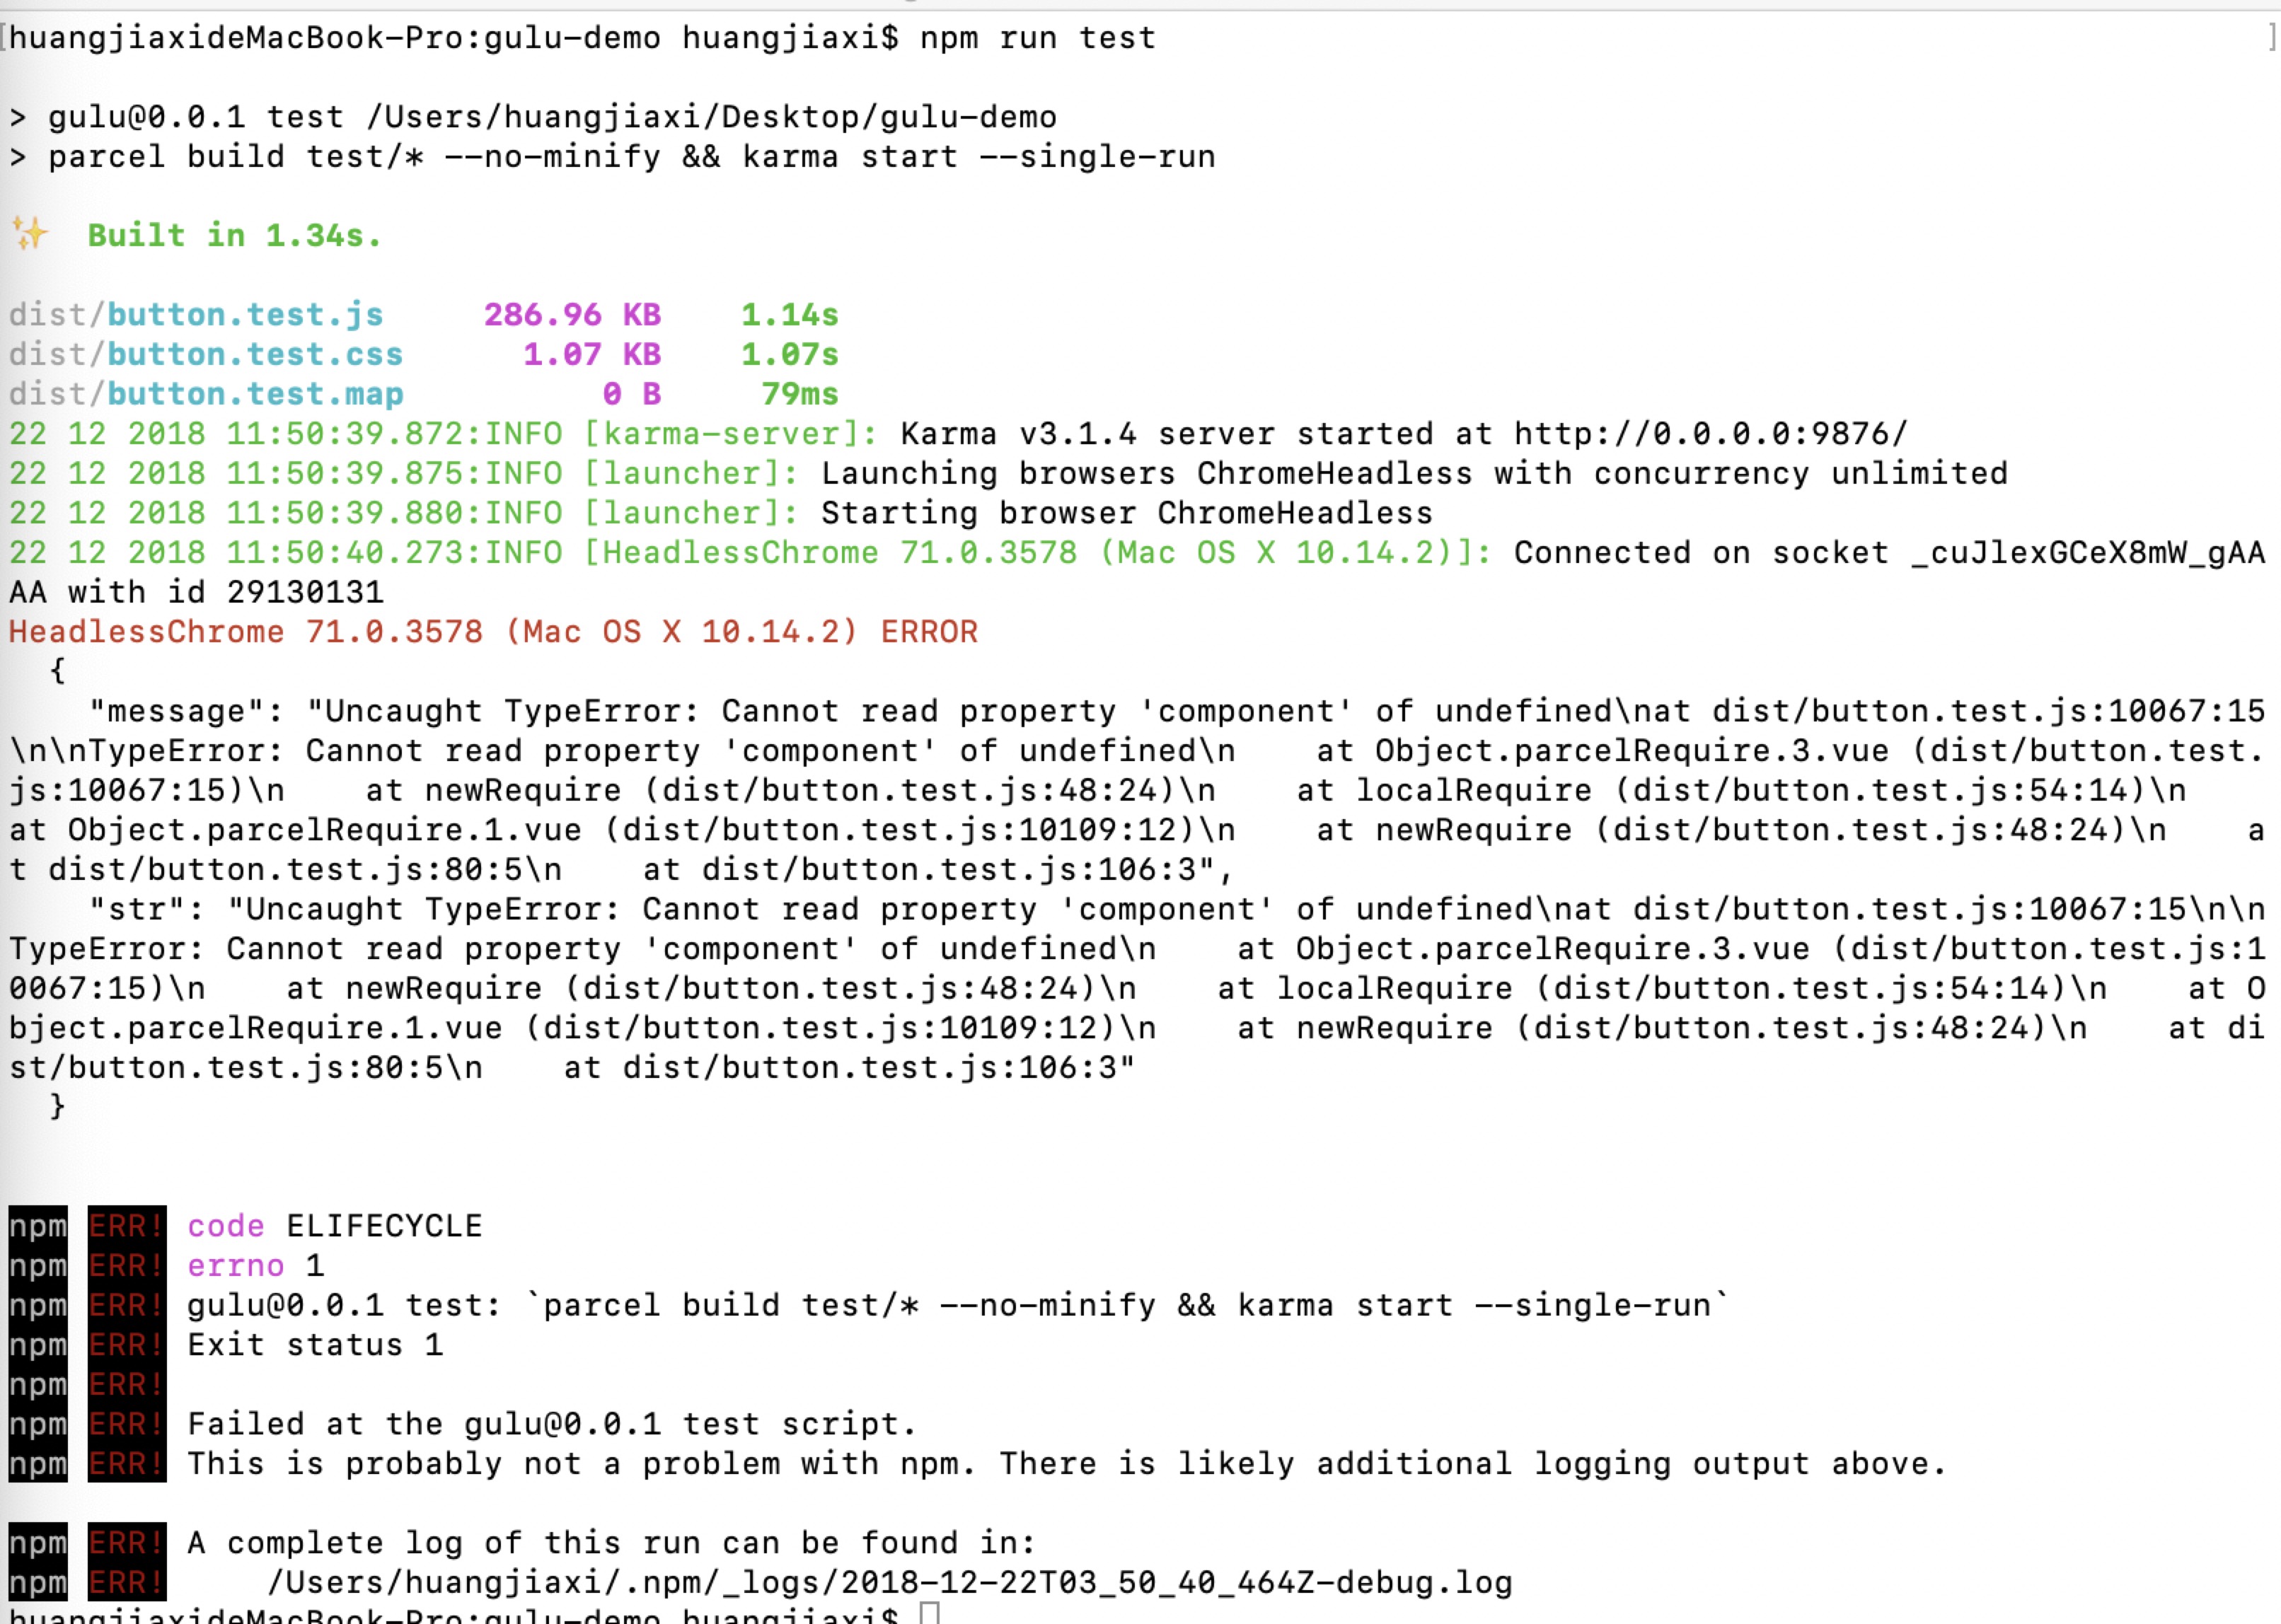 [huangjiaxideMacBook-Pro:gulu-demo huangjiaxi$ npm run test ]
> gulu@0.0.1 test /Users/huangjiaxi/Desktop/gulu-demo
> parcel build test/* --no-minify && karma start --single-run
✨ Built in 1.34s.
dist/button.test.js 286.96 KB 1.14s
dist/button.test.css 1.07 KB 1.07s
dist/button.test.map 0 B 79ms
22 12 2018 11:50:39.872:INFO [karma-server]: Karma v3.1.4 server started at http://0.0.0.0:9876/
22 12 2018 11:50:39.875:INFO [launcher]: Launching browsers ChromeHeadless with concurrency unlimited
22 12 2018 11:50:39.880:INFO [launcher]: Starting browser ChromeHeadless
22 12 2018 11:50:40.273:INFO [HeadlessChrome 71.0.3578 (Mac OS X 10.14.2)]: Connected on socket _cuJlexGCeX8mW_gAA
AA with id 29130131
HeadlessChrome 71.0.3578 (Mac OS X 10.14.2) ERROR
{
"message": "Uncaught TypeError: Cannot read property 'component' of undefined\nat dist/button.test.js:10067:15
\n\nTypeError: Cannot read property 'component' of undefined\n    at Object.parcelRequire.3.vue (dist/button.test.
js:10067:15)\n    at newRequire (dist/button.test.js:48:24)\n    at localRequire (dist/button.test.js:54:14)\n
at Object.parcelRequire.1.vue (dist/button.test.js:10109:12)\n    at newRequire (dist/button.test.js:48:24)\n    a
t dist/button.test.js:80:5\n    at dist/button.test.js:106:3",
"str": "Uncaught TypeError: Cannot read property 'component' of undefined\nat dist/button.test.js:10067:15\n\n
TypeError: Cannot read property 'component' of undefined\n    at Object.parcelRequire.3.vue (dist/button.test.js:1
0067:15)\n    at newRequire (dist/button.test.js:48:24)\n    at localRequire (dist/button.test.js:54:14)\n    at O
bject.parcelRequire.1.vue (dist/button.test.js:10109:12)\n    at newRequire (dist/button.test.js:48:24)\n    at di
st/button.test.js:80:5\n    at dist/button.test.js:106:3"
}
npm ERR! code ELIFECYCLE
npm ERR! errno 1
npm ERR! gulu@0.0.1 test: `parcel build test/* --no-minify && karma start --single-run`
npm ERR! Exit status 1
npm ERR!
npm ERR! Failed at the gulu@0.0.1 test script.
npm ERR! This is probably not a problem with npm. There is likely additional logging output above.
npm ERR! A complete log of this run can be found in:
npm ERR!     /Users/huangjiaxi/.npm/_logs/2018-12-22T03_50_40_464Z-debug.log
huangjiaxideMacBook-Pro:gulu-demo huangjiaxi$